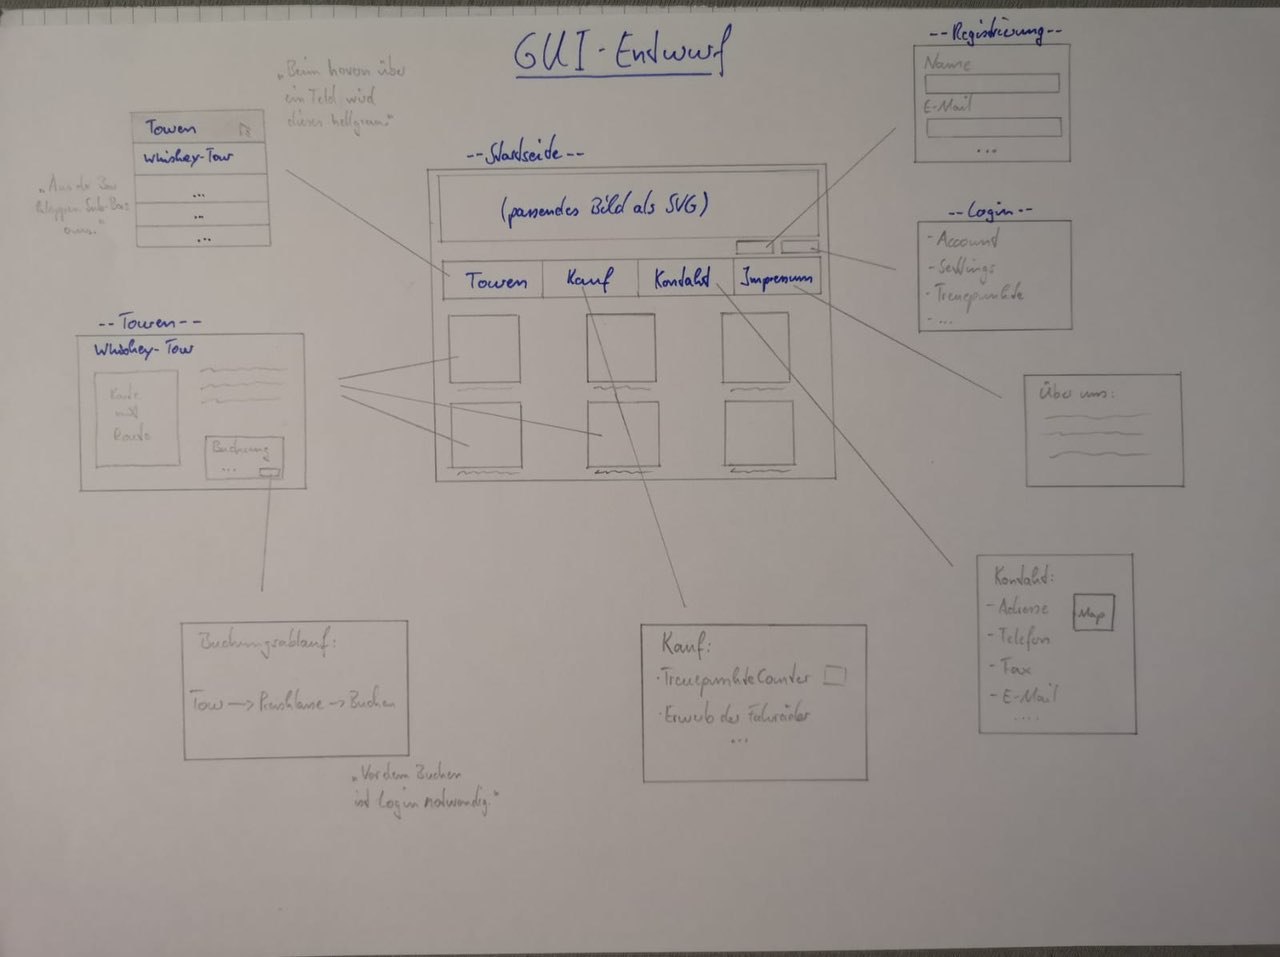 GUI-Entwurf
„Beim hovern über
ein Feld wird
dieses hellgrau."
Touren
Whiskey-Tour
...
...
...
„Aus der Bar
klappen Sub-Bars
aus."
--Startseite--
(passendes Bild als SVG)
Touren
Kauf
Kontakt
Impressum
--Registrierung--
Name
E-Mail
...
--Login--
- Account
- Settings
- Treuepunkte
- ...
--Touren--
Whiskey-Tour
Karte
mit
Route
Buchung
...
Über uns:
Kontakt:
- Adresse
- Telefon
- Fax
- E-Mail
....
Map
Buchungsablauf:
Tour —> Preisklasse —> Buchen
„Vor dem Buchen
ist Login notwendig."
Kauf:
· Treuepunkte Counter
· Erwerb der Fahrräder
...